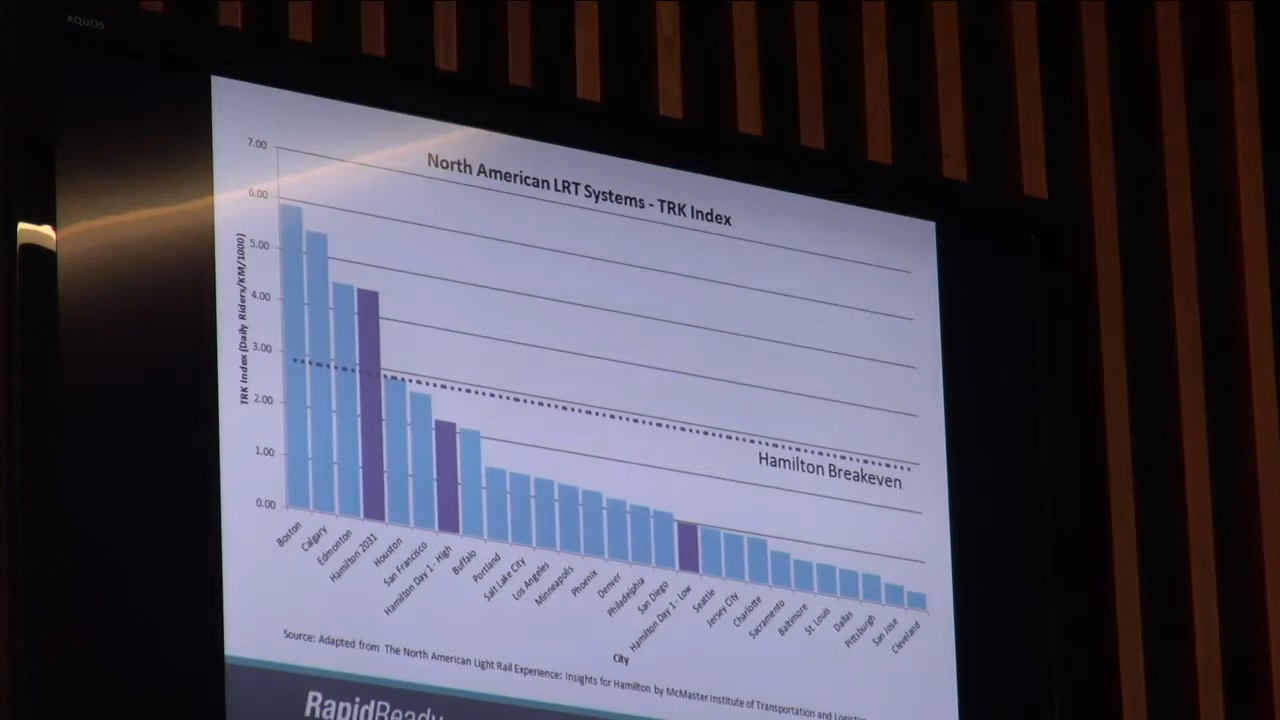 AQUOS
North American LRT Systems - TRK Index
7.00
6.00
5.00
4.00
3.00
2.00
1.00
0.00
TRK Index (Daily Riders/KM/1000)
Hamilton Breakeven
Boston
Calgary
Edmonton
Hamilton 2031
Houston
San Francisco
Hamilton Day 1 - High
Buffalo
Portland
Salt Lake City
Los Angeles
Minneapolis
Phoenix
Denver
Philadelphia
San Diego
Hamilton Day 1 - Low
Seattle
Jersey City
Charlotte
Sacramento
Baltimore
St. Louis
Dallas
Pittsburgh
San Jose
Cleveland
City
Source: Adapted from The North American Light Rail Experience: Insights for Hamilton by McMaster Institute of Transportation and
RapidReady